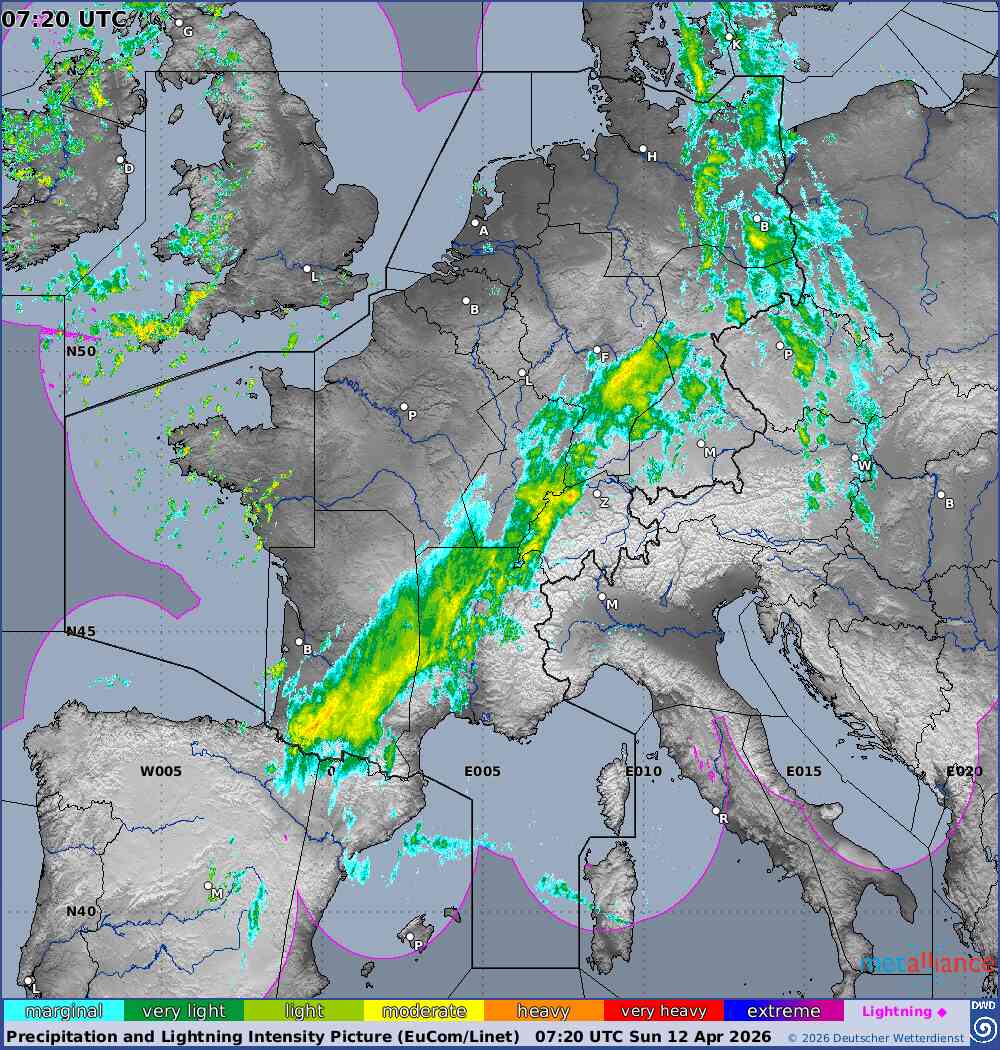 07:20 UTC
G
K
D
H
A
B
L
B
N50
F
P
L
P
M
W
Z
B
M
N45
B
W005
0
E005
E010
E015
E020
R
M
N40
P
L
metalliance
marginal very light light moderate heavy very heavy extreme Lightning ◆
DWD
Precipitation and Lightning Intensity Picture (EuCom/Linet) 07:20 UTC Sun 12 Apr 2026 © 2026 Deutscher Wetterdienst